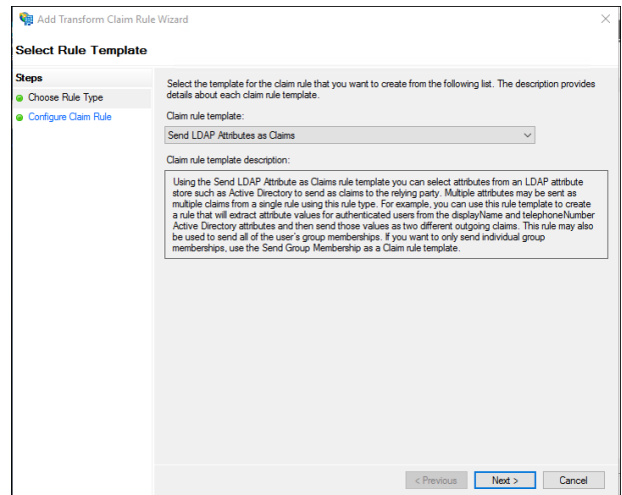 Add Transform Claim Rule Wizard
Select Rule Template
Steps
Choose Rule Type
Configure Claim Rule
Select the template for the claim rule that you want to create from the following list. The description provides
details about each claim rule template.
Claim rule template:
Send LDAP Attributes as Claims
Claim rule template description:
Using the Send LDAP Attribute as Claims rule template you can select attributes from an LDAP attribute
store such as Active Directory to send as claims to the relying party. Multiple attributes may be sent as
multiple claims from a single rule using this rule type. For example, you can use this rule template to create
a rule that will extract attribute values for authenticated users from the displayName and telephoneNumber
Active Directory attributes and then send those values as two different outgoing claims. This rule may also
be used to send all of the user's group memberships. If you want to only send individual group
memberships, use the Send Group Membership as a Claim rule template.
< Previous
Next >
Cancel